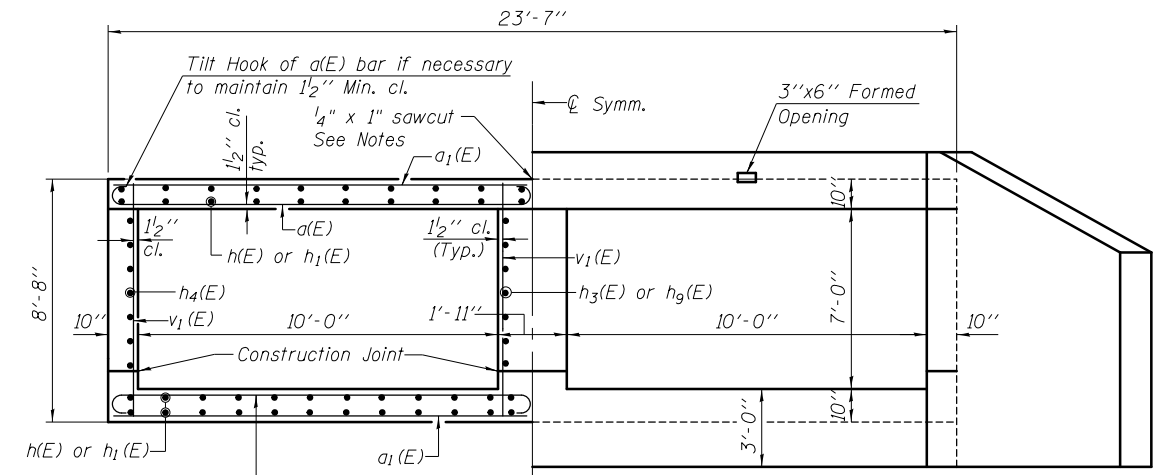 23'-7"
Tilt Hook of a(E) bar if necessary
to maintain 1½" Min. cl.
¼" x 1" sawcut
See Notes
℄ Symm.
3"x6" Formed
Opening
1½" cl.
typ.
a₁(E)
10"
a(E)
1½"
cl.
h(E) or h₁(E)
1½" cl.
(Typ.)
v₁(E)
8'-8"
h₄(E)
h₃(E) or h₉(E)
7'-0"
10"
v₁(E)
10'-0"
1'-11"
10'-0"
10"
Construction Joint
10"
3'-0"
h(E) or h₁(E)
a₁(E)